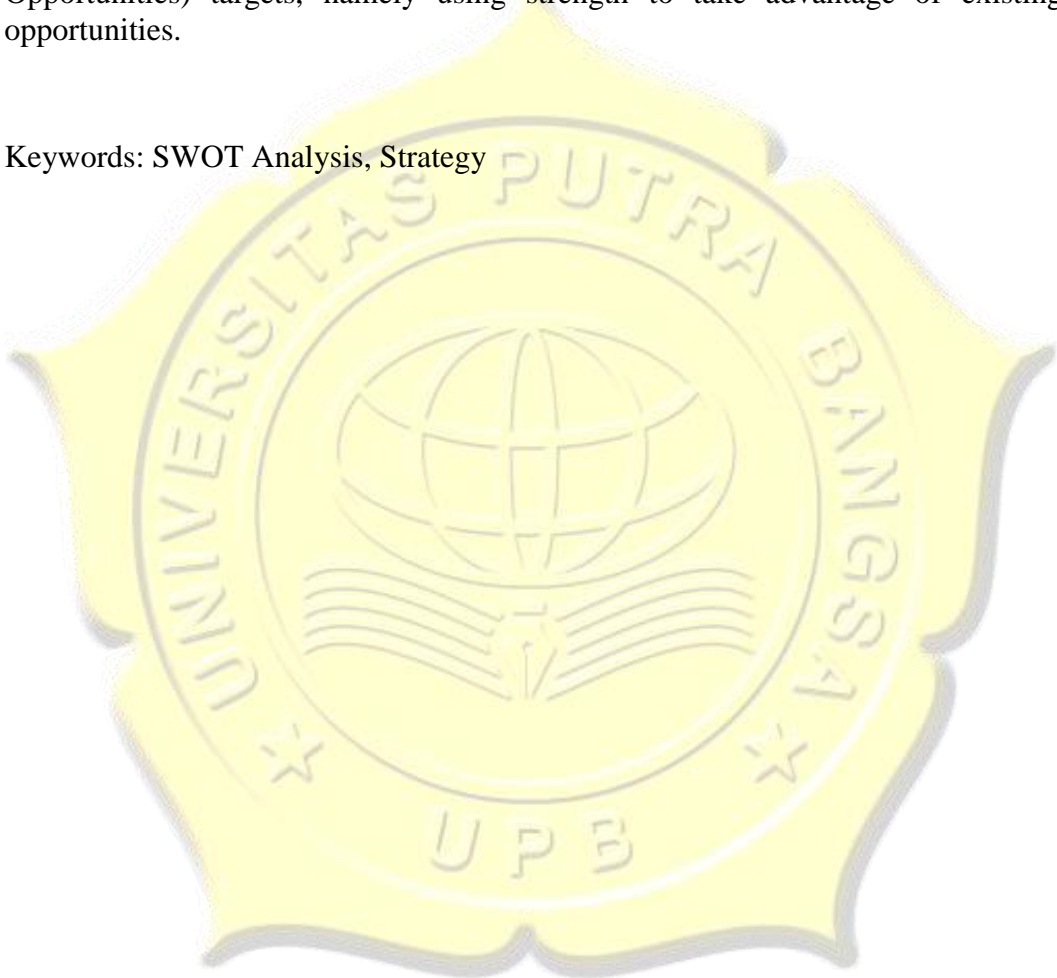 Opportunities) targets, namely using strength to take advantage of existing
opportunities.
Keywords: SWOT Analysis, Strategy
UNIVERSITAS PUTRA BANGSA
UPB